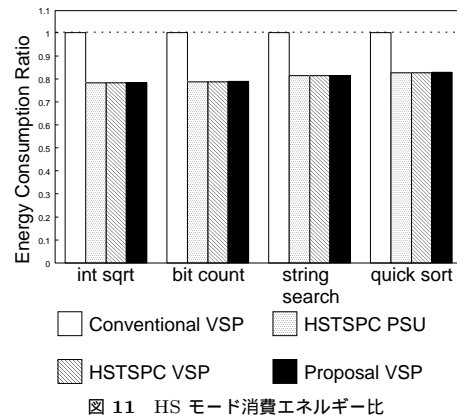 1.1
1
0.9
0.8
0.7
0.6
0.5
0.4
0.3
0.2
0.1
0
Energy Consumption Ratio
int sqrt
bit count
string
search
quick sort
Conventional VSP
HSTSPC PSU
HSTSPC VSP
Proposal VSP
図 11 HS モード消費エネルギー比